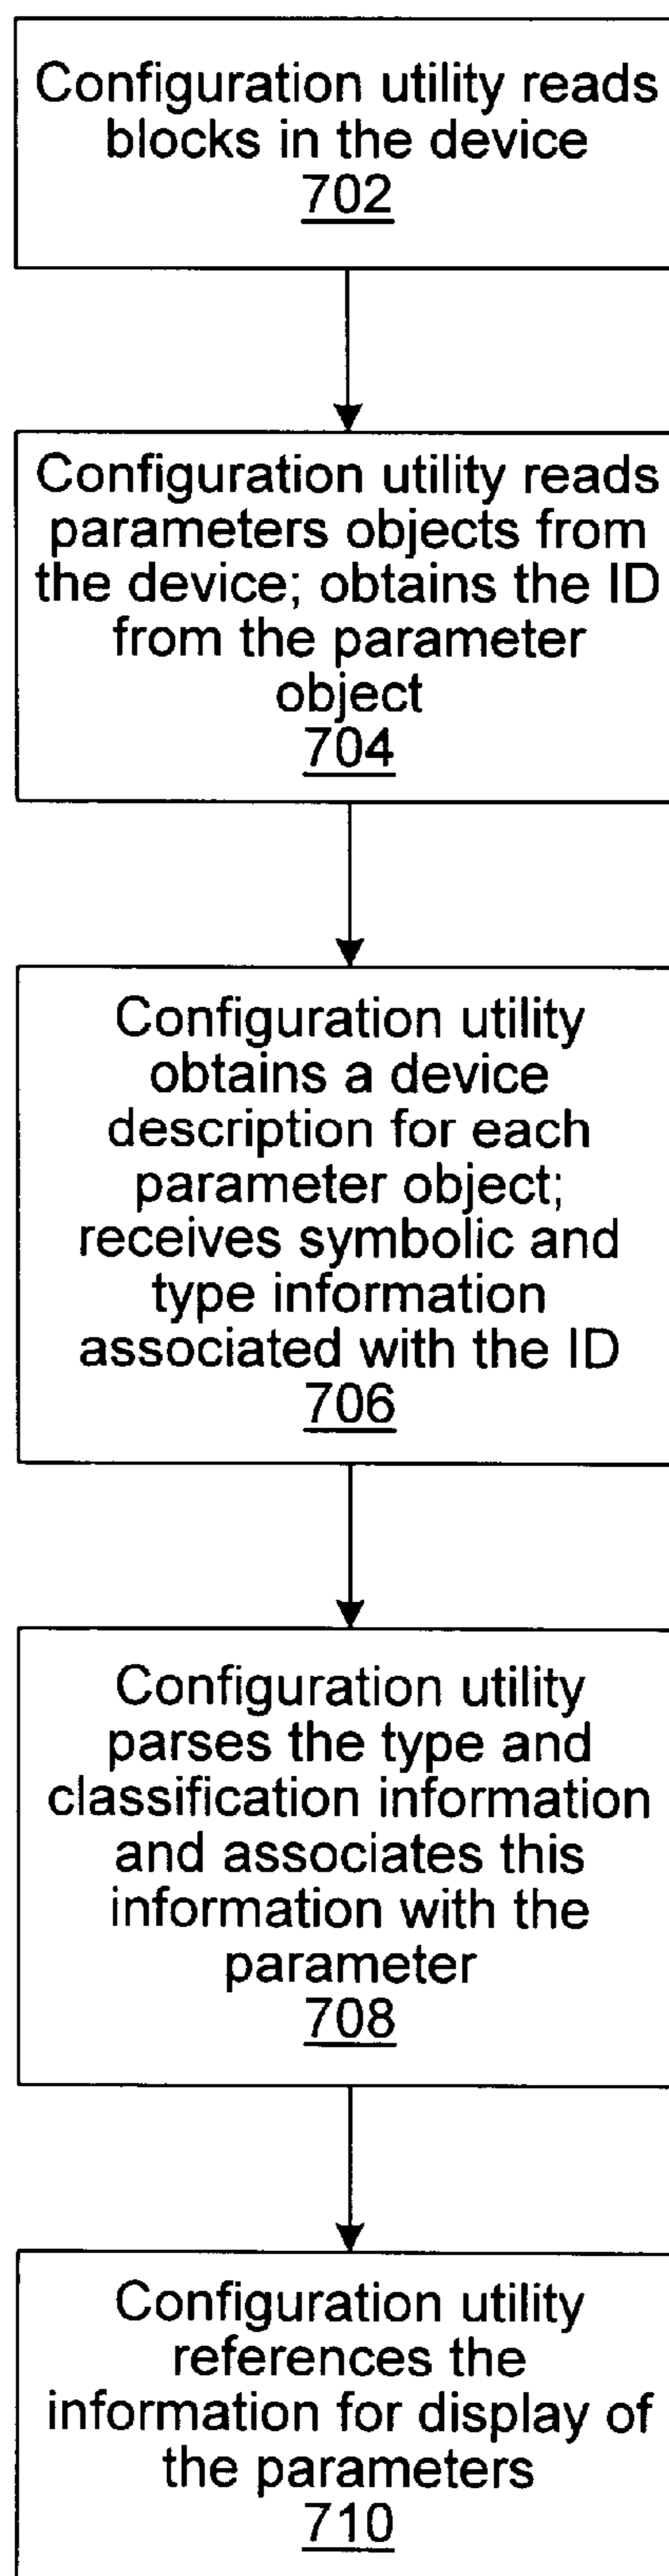 Configuration utility reads
blocks in the device
702
Configuration utility reads
parameters objects from
the device; obtains the ID
from the parameter
object
704
Configuration utility
obtains a device
description for each
parameter object;
receives symbolic and
type information
associated with the ID
706
Configuration utility
parses the type and
classification information
and associates this
information with the
parameter
708
Configuration utility
references the
information for display of
the parameters
710